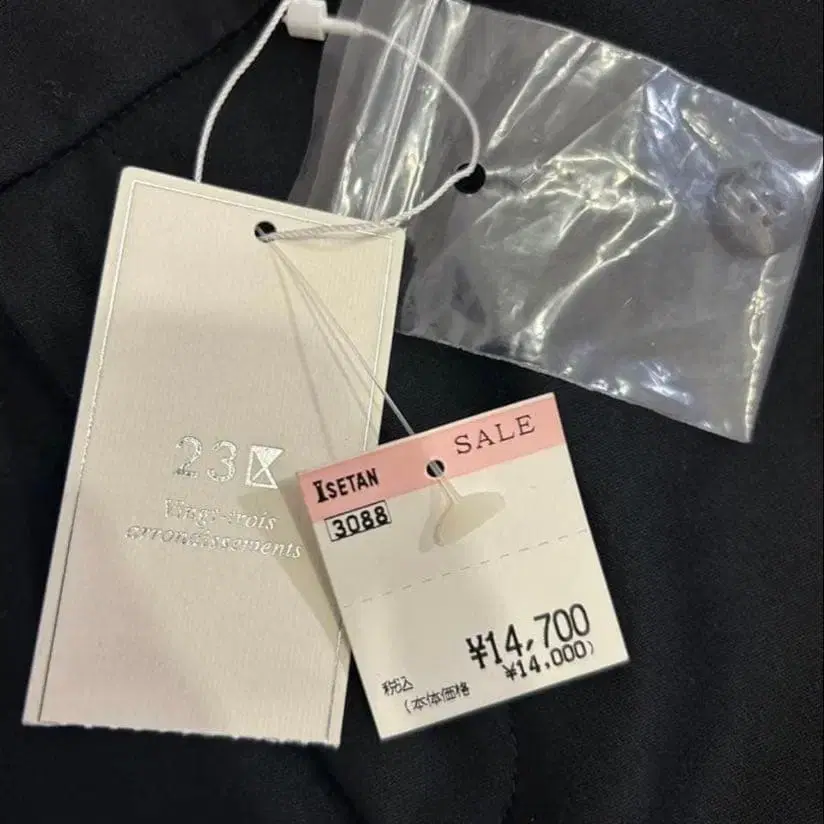 23区
Vingt-trois
arrondissements
ISETAN
SALE
3088
¥14,700
税込
(本体価格 ¥14,000)